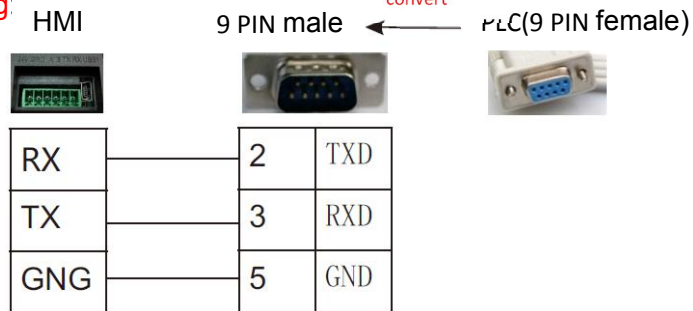 g:
HMI
9 PIN male
convert
PLC(9 PIN female)
RX 2 TXD
TX 3 RXD
GNG 5 GND